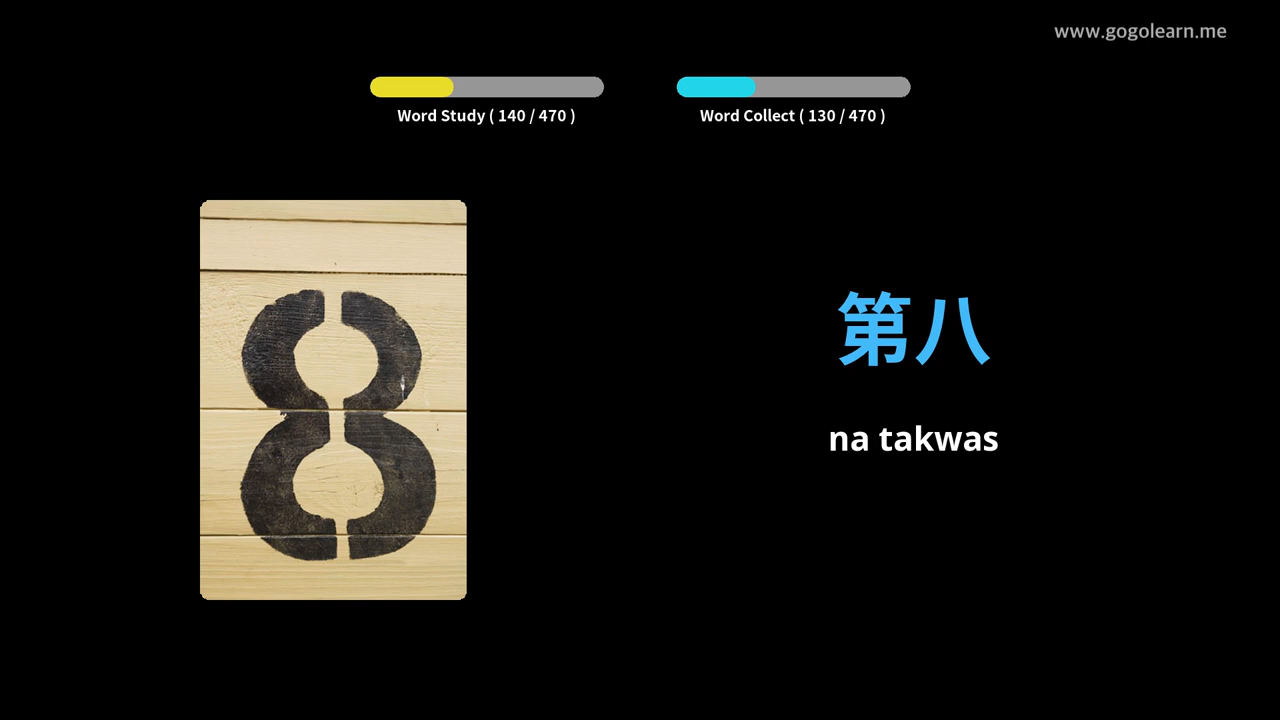 www.gogolearn.me
Word Study ( 140 / 470 )
Word Collect ( 130 / 470 )
8
第八
na takwas